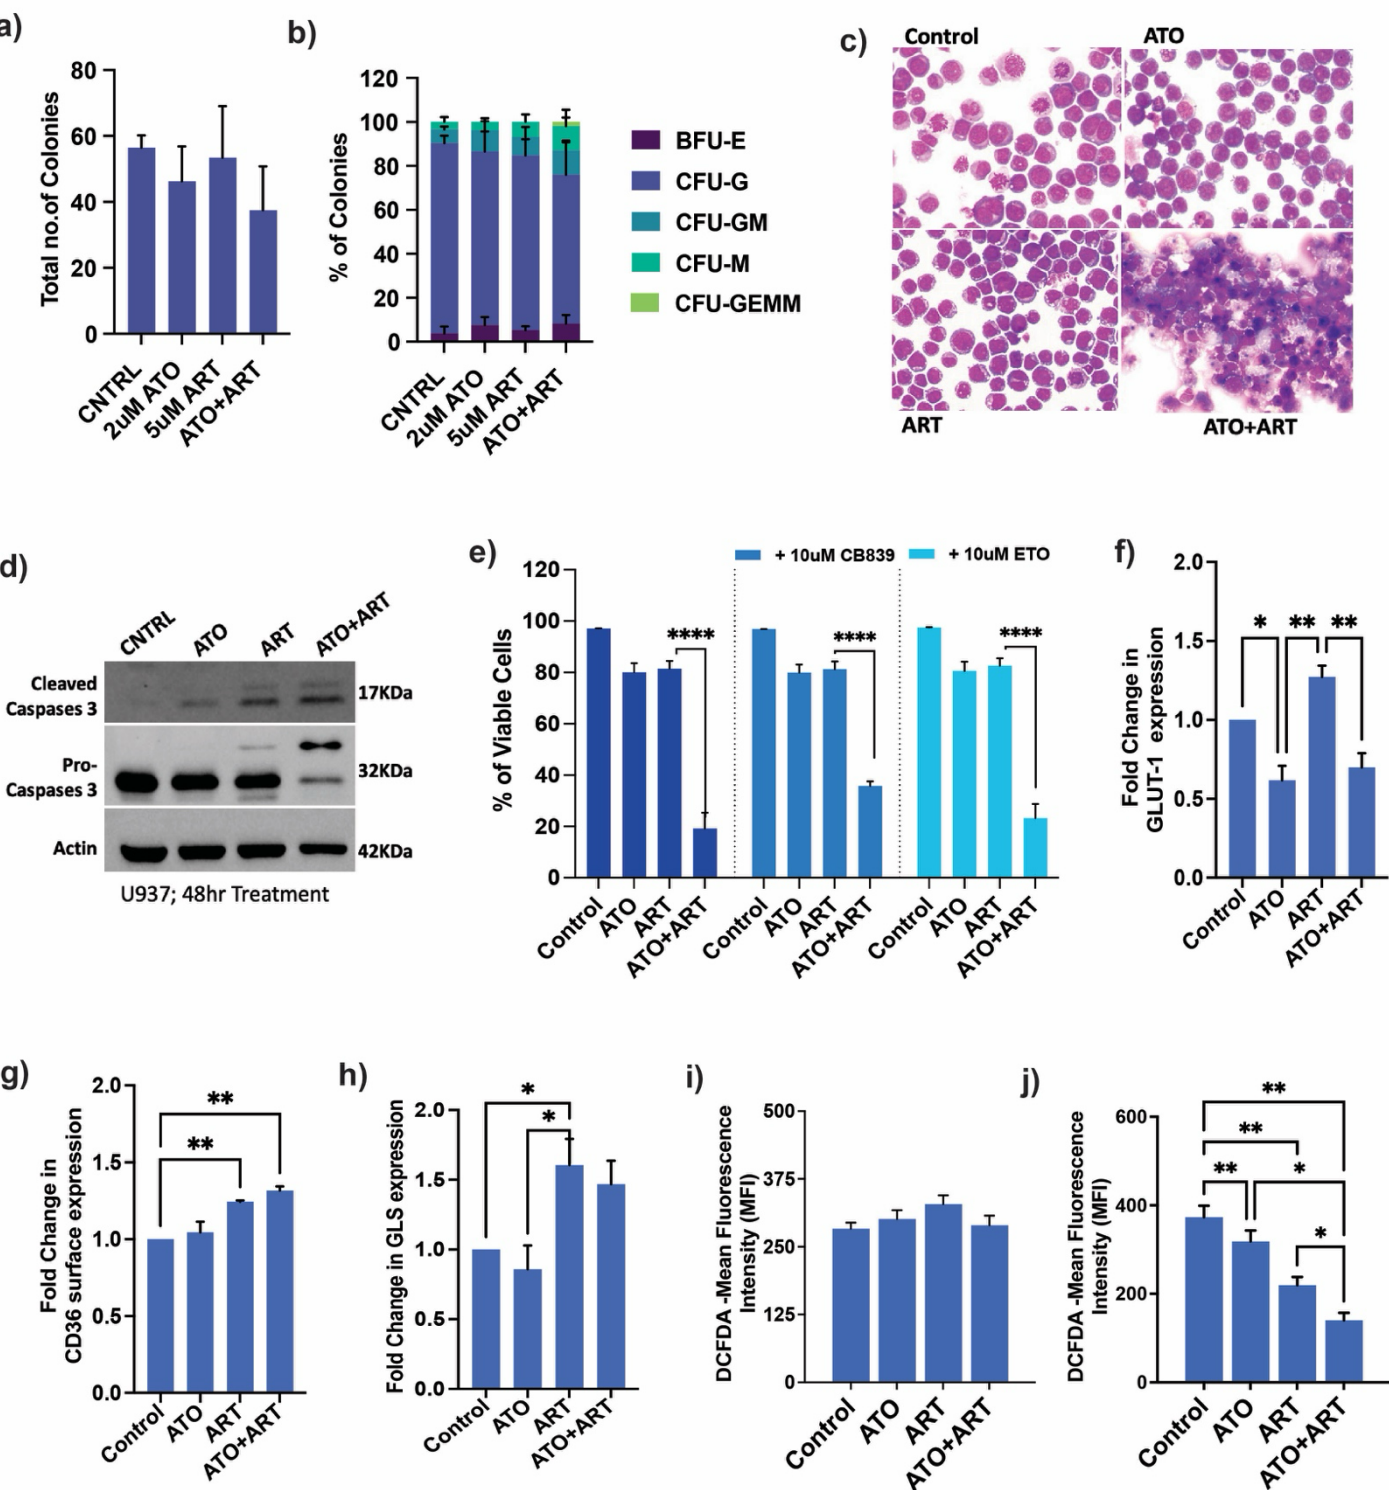 a)
Total no.of Colonies
80
60
40
20
0
CNTRL
2uM ATO
5uM ART
ATO+ART
b)
% of Colonies
120
100
80
60
40
20
0
CNTRL
2uM ATO
5uM ART
ATO+ART
BFU-E
CFU-G
CFU-GM
CFU-M
CFU-GEMM
c)
Control
ATO
ART
ATO+ART
d)
CNTRL
ATO
ART
ATO+ART
Cleaved
Caspases 3
17KDa
Pro-
Caspases 3
32KDa
Actin
42KDa
U937; 48hr Treatment
e)
+ 10uM CB839
+ 10uM ETO
% of Viable Cells
120
100
80
60
40
20
0
****
****
****
Control
ATO
ART
ATO+ART
Control
ATO
ART
ATO+ART
Control
ATO
ART
ATO+ART
f)
Fold Change in
GLUT-1 expression
2.0
1.5
1.0
0.5
0.0
*
**
**
Control
ATO
ART
ATO+ART
g)
Fold Change in
CD36 surface expression
2.0
1.5
1.0
0.5
0.0
**
**
Control
ATO
ART
ATO+ART
h)
Fold Change in GLS expression
2.0
1.5
1.0
0.5
0.0
*
*
Control
ATO
ART
ATO+ART
i)
DCFDA -Mean Fluorescence
Intensity (MFI)
500
375
250
125
0
Control
ATO
ART
ATO+ART
j)
DCFDA -Mean Fluorescence
Intensity (MFI)
600
400
200
0
**
**
**
*
*
Control
ATO
ART
ATO+ART